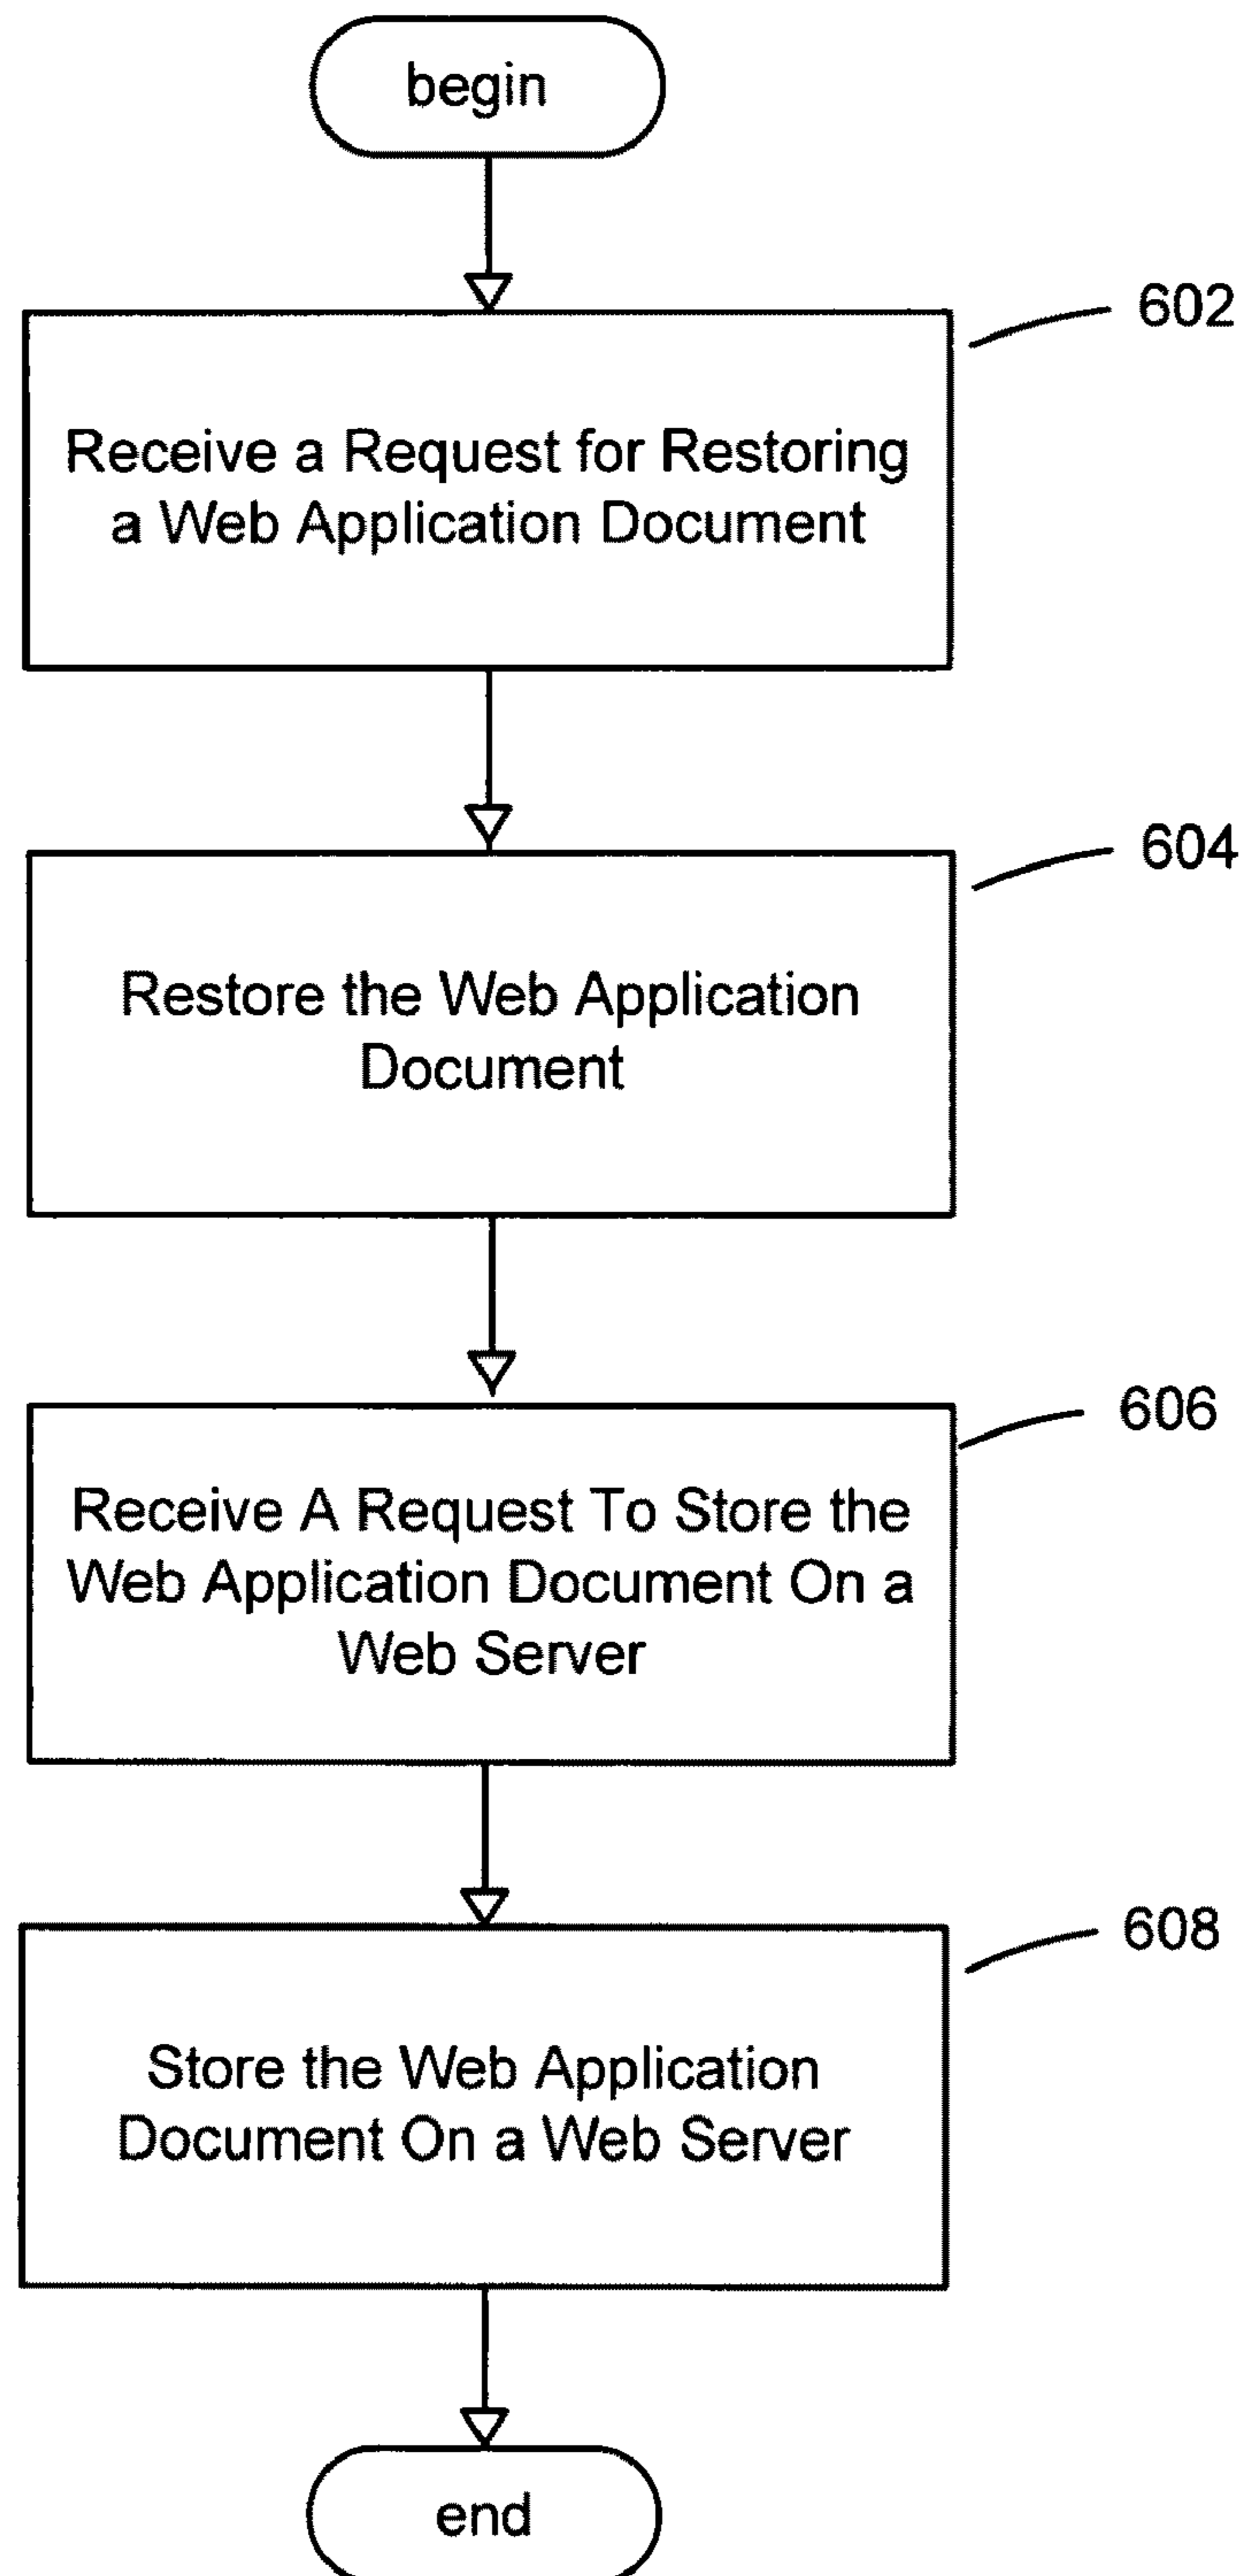 begin
602
Receive a Request for Restoring
a Web Application Document
604
Restore the Web Application
Document
606
Receive A Request To Store the
Web Application Document On a
Web Server
608
Store the Web Application
Document On a Web Server
end